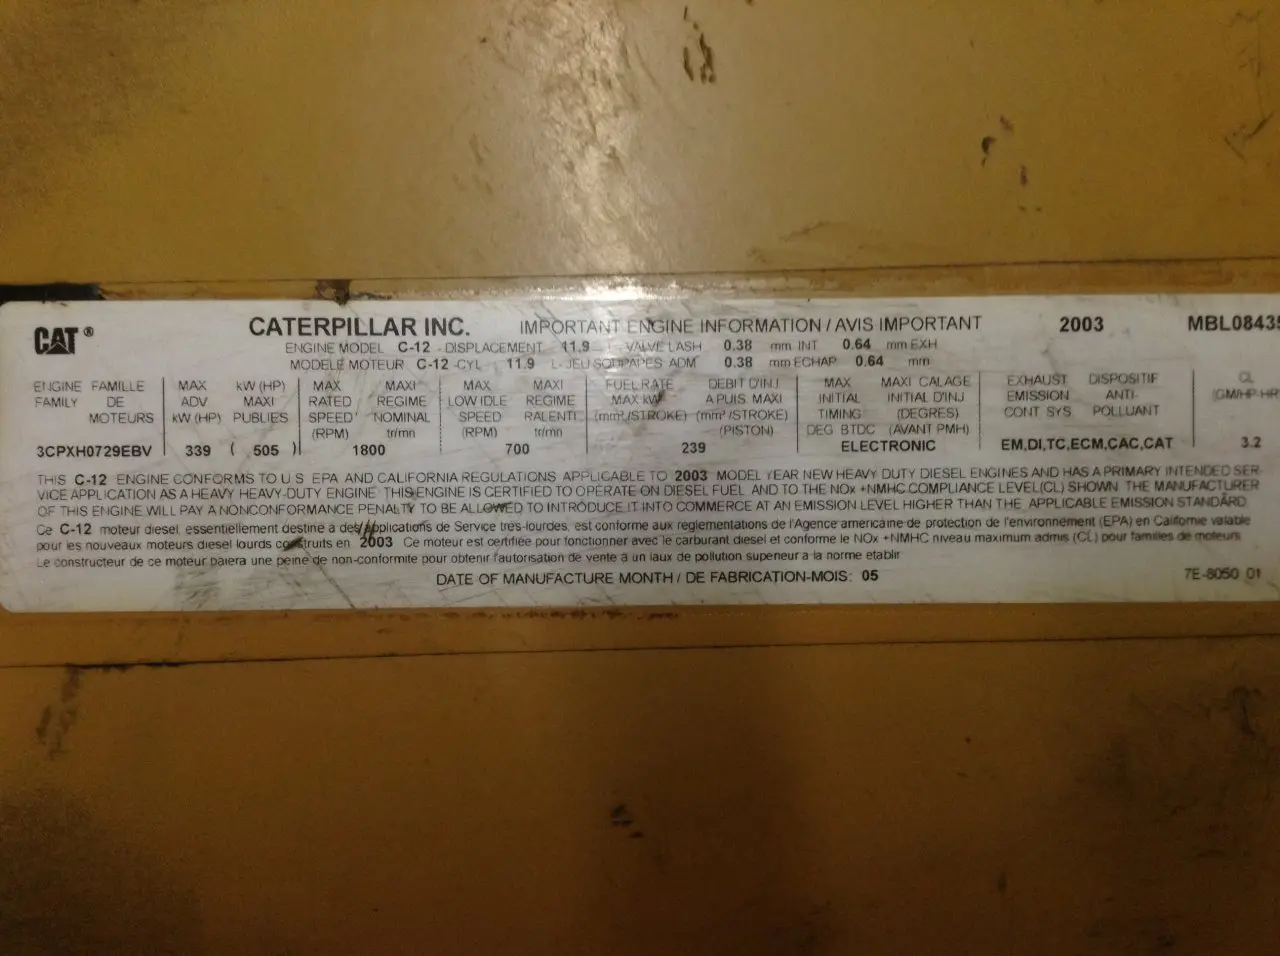 CAT ®
CATERPILLAR INC. IMPORTANT ENGINE INFORMATION / AVIS IMPORTANT 2003 MBL0843
ENGINE MODEL C-12 - DISPLACEMENT 11.9 L - VALVE LASH 0.38 mm INT 0.64 mm EXH
MODELE MOTEUR C-12 -CYL 11.9 L- JEU SOUPAPES ADM 0.38 mm ECHAP 0.64 mm
ENGINE FAMILLE MAX kW (HP) MAX MAXI MAX MAXI FUEL RATE DEBIT D'INJ MAX MAXI CALAGE EXHAUST DISPOSITIF CL
FAMILY DE ADV MAXI RATED REGIME LOW IDLE REGIME MAX kW A PUIS MAXI INITIAL INITIAL D'INJ EMISSION ANTI- (GM/HP-HR
MOTEURS kW (HP) PUBLIES SPEED NOMINAL SPEED RALENTI (mm³/STROKE) (mm³/STROKE) TIMING (DEGRES) CONT SYS POLLUANT
(RPM) tr/mn (RPM) tr/mn (PISTON) DEG BTDC (AVANT PMH)
3CPXH0729EBV 339 ( 505 ) 1800 700 239 ELECTRONIC EM,DI,TC,ECM,CAC,CAT 3.2
THIS C-12 ENGINE CONFORMS TO U S EPA AND CALIFORNIA REGULATIONS APPLICABLE TO 2003 MODEL YEAR NEW HEAVY DUTY DIESEL ENGINES AND HAS A PRIMARY INTENDED SER-
VICE APPLICATION AS A HEAVY HEAVY-DUTY ENGINE THIS ENGINE IS CERTIFIED TO OPERATE ON DIESEL FUEL AND TO THE NOx +NMHC COMPLIANCE LEVEL(CL) SHOWN THE MANUFACTURER
OF THIS ENGINE WILL PAY A NONCONFORMANCE PENALTY TO BE ALLOWED TO INTRODUCE IT INTO COMMERCE AT AN EMISSION LEVEL HIGHER THAN THE APPLICABLE EMISSION STANDARD
Ce C-12 moteur diesel, essentiellement destine a des applications de Service tres-lourdes, est conforme aux reglementations de l'Agence americaine de protection de l'environnement (EPA) en Californie valable
pour les nouveaux moteurs diesel lourds construits en 2003 Ce moteur est certifiée pour fonctionner avec le carburant diesel et conforme le NOx +NMHC niveau maximum admis (CL) pour familles de moteurs
Le constructeur de ce moteur paiera une peine de non-conformite pour obtenir l'autorisation de vente à un taux de pollution superieur a la norme etablir
DATE OF MANUFACTURE MONTH / DE FABRICATION-MOIS: 05 7E-8050 01